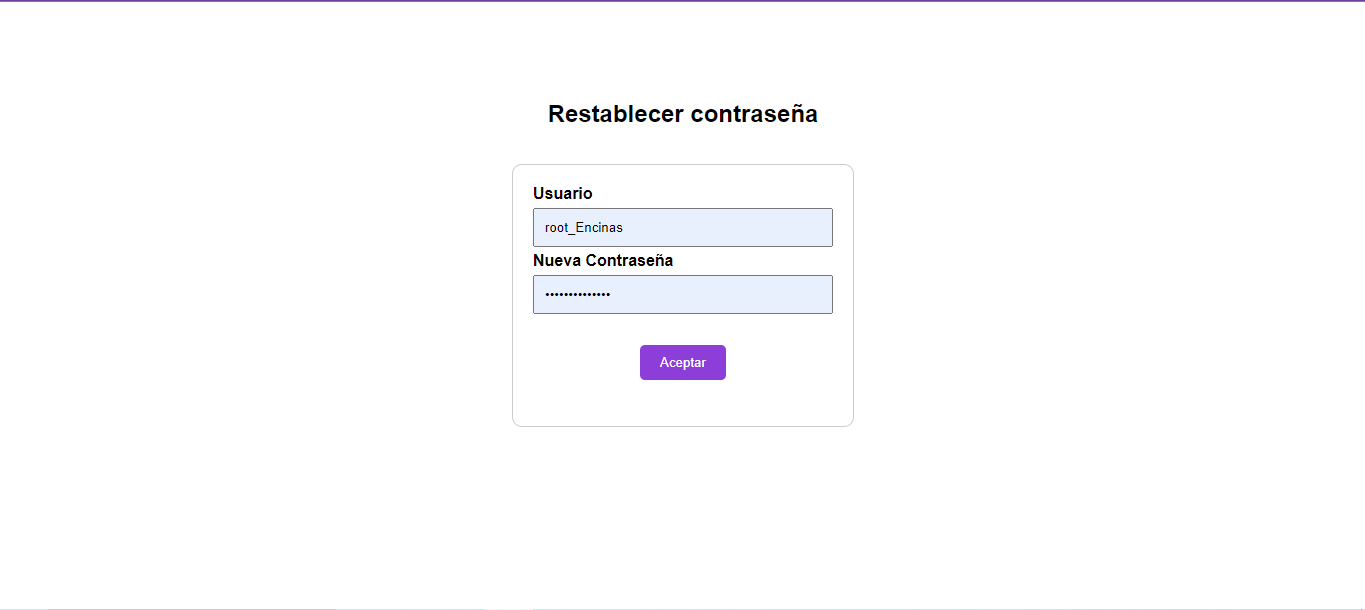 Restablecer contraseña
Usuario
root_Encinas
Nueva Contraseña
••••••••••••••
Aceptar